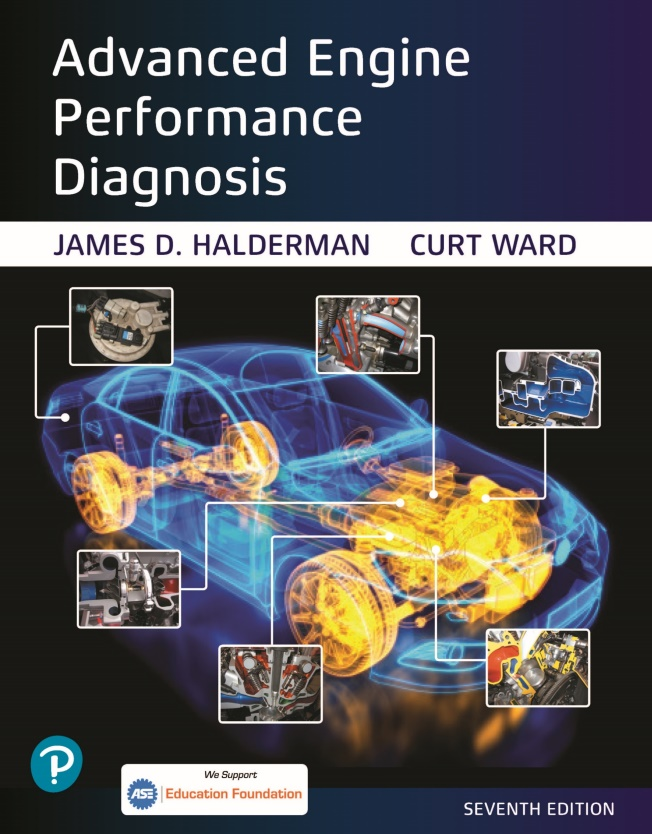 Advanced Engine
Performance
Diagnosis
JAMES D. HALDERMAN CURT WARD
P
We Support
ASE
Education Foundation
SEVENTH EDITION